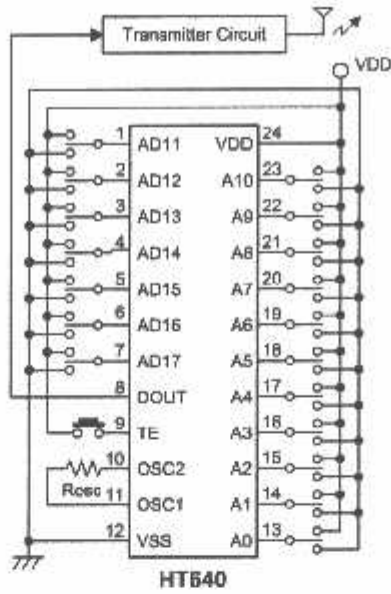 Transmitter Circuit
VDD
1 AD11 VDD 24
2 AD12 A10 23
3 AD13 A9 22
4 AD14 A8 21
5 AD15 A7 20
6 AD16 A6 19
7 AD17 A5 18
8 DOUT A4 17
9 TE A3 16
10 OSC2 A2 15
Rosc
11 OSC1 A1 14
12 VSS A0 13
HT640